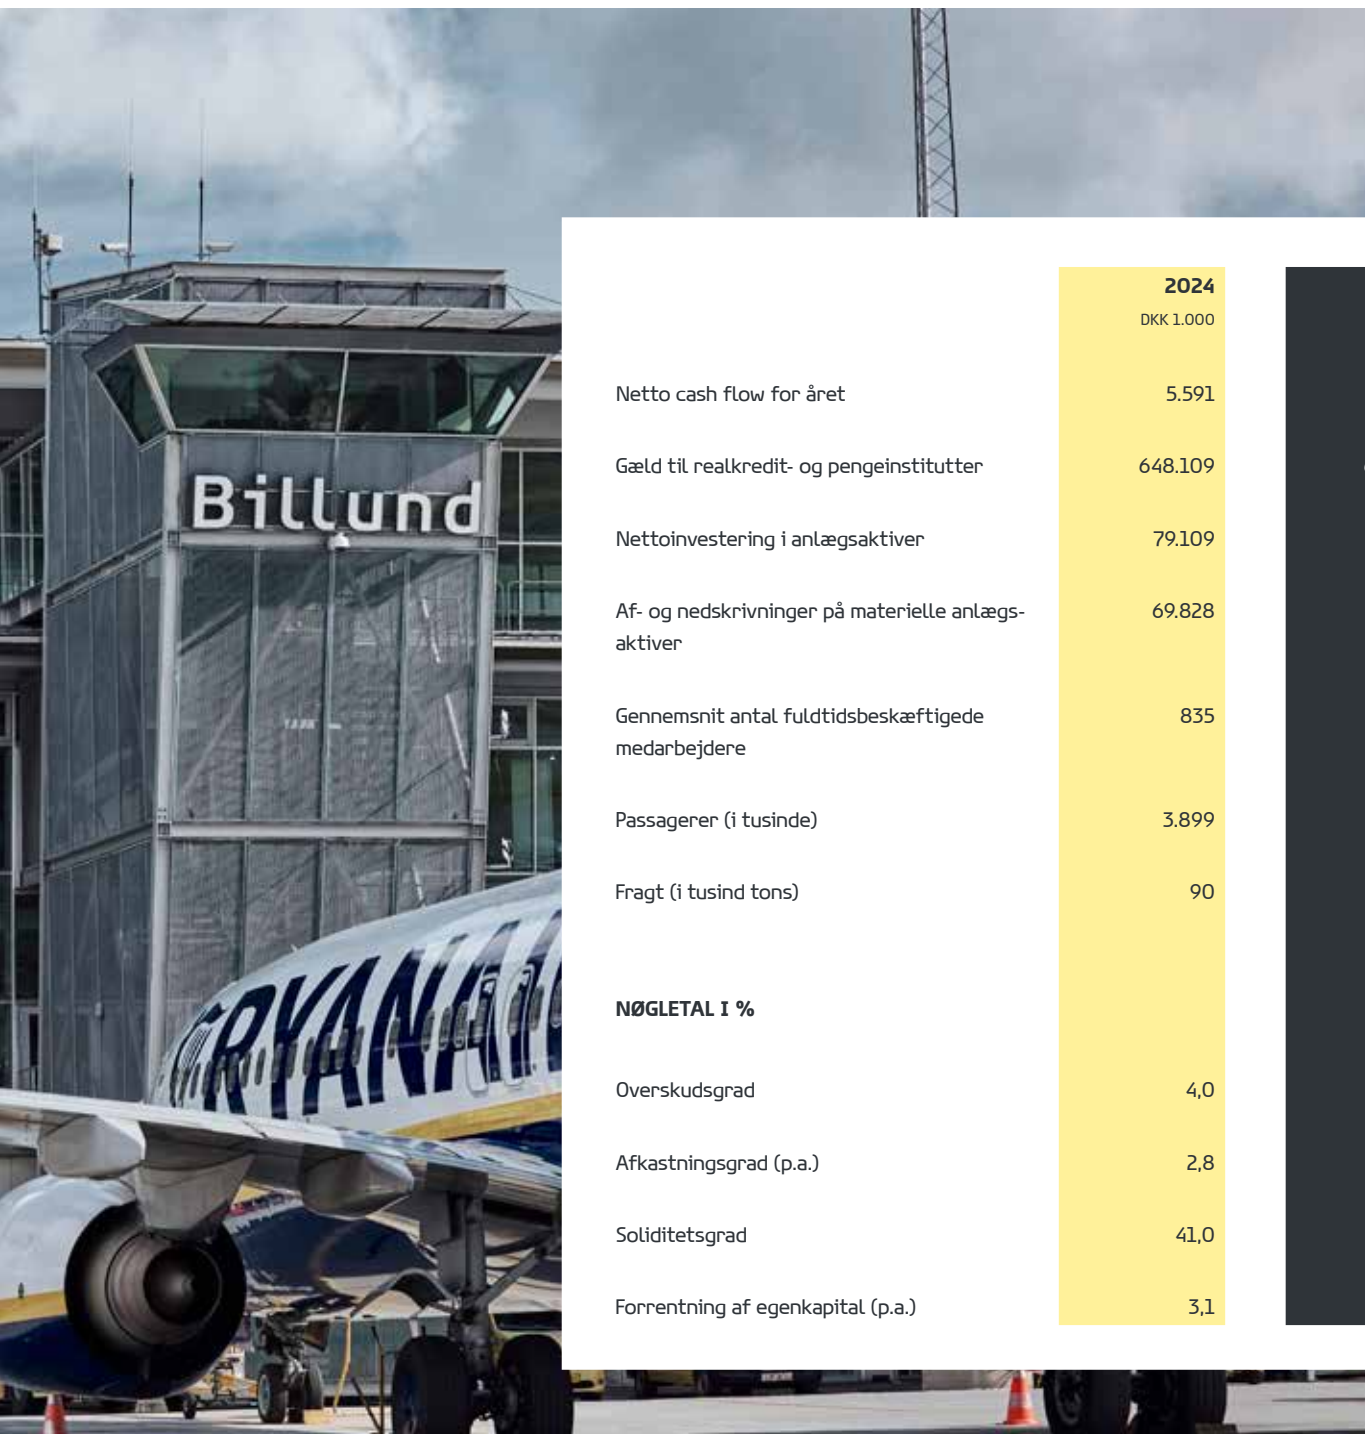 2024
DKK 1.000
Netto cash flow for året 5.591
Gæld til realkredit- og pengeinstitutter 648.109
Nettoinvestering i anlægsaktiver 79.109
Af- og nedskrivninger på materielle anlægs- 69.828
aktiver
Gennemsnit antal fuldtidsbeskæftigede 835
medarbejdere
Passagerer (i tusinde) 3.899
Fragt (i tusind tons) 90
NØGLETAL I %
Overskudsgrad 4,0
Afkastningsgrad (p.a.) 2,8
Soliditetsgrad 41,0
Forrentning af egenkapital (p.a.) 3,1
Billund
RYANAI